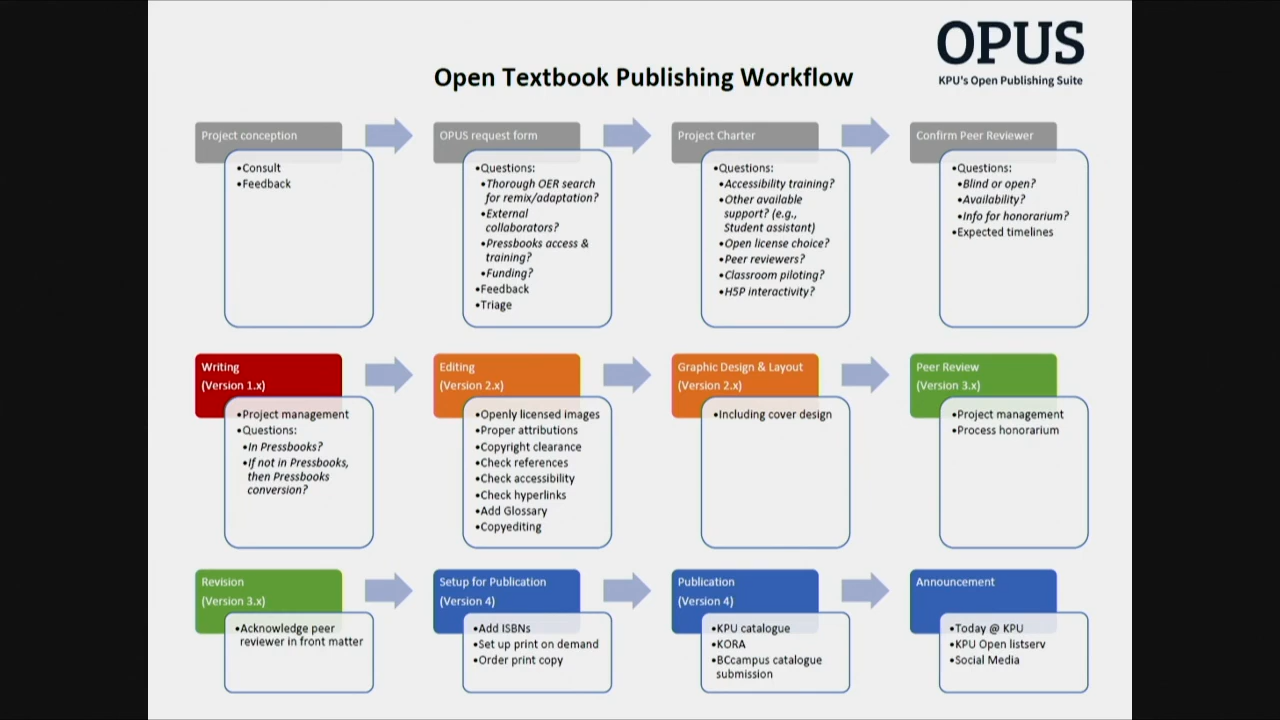 OPUS
KPU's Open Publishing Suite
Open Textbook Publishing Workflow
Project conception
•Consult
•Feedback
OPUS request form
•Questions:
•Thorough OER search
for remix/adaptation?
•External
collaborators?
•Pressbooks access &
training?
•Funding?
•Feedback
•Triage
Project Charter
•Questions:
•Accessibility training?
•Other available
support? (e.g.,
Student assistant)
•Open license choice?
•Peer reviewers?
•Classroom piloting?
•H5P interactivity?
Confirm Peer Reviewer
•Questions:
•Blind or open?
•Availability?
•Info for honorarium?
•Expected timelines
Writing
(Version 1.x)
•Project management
•Questions:
•In Pressbooks?
•If not in Pressbooks,
then Pressbooks
conversion?
Editing
(Version 2.x)
•Openly licensed images
•Proper attributions
•Copyright clearance
•Check references
•Check accessibility
•Check hyperlinks
•Add Glossary
•Copyediting
Graphic Design & Layout
(Version 2.x)
•Including cover design
Peer Review
(Version 3.x)
•Project management
•Process honorarium
Revision
(Version 3.x)
•Acknowledge peer
reviewer in front matter
Setup for Publication
(Version 4)
•Add ISBNs
•Set up print on demand
•Order print copy
Publication
(Version 4)
•KPU catalogue
•KORA
•BCcampus catalogue
submission
Announcement
•Today @ KPU
•KPU Open listserv
•Social Media